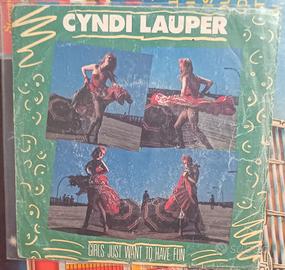 CYNDI LAUPER
GIRLS JUST WANT TO HAVE FUN